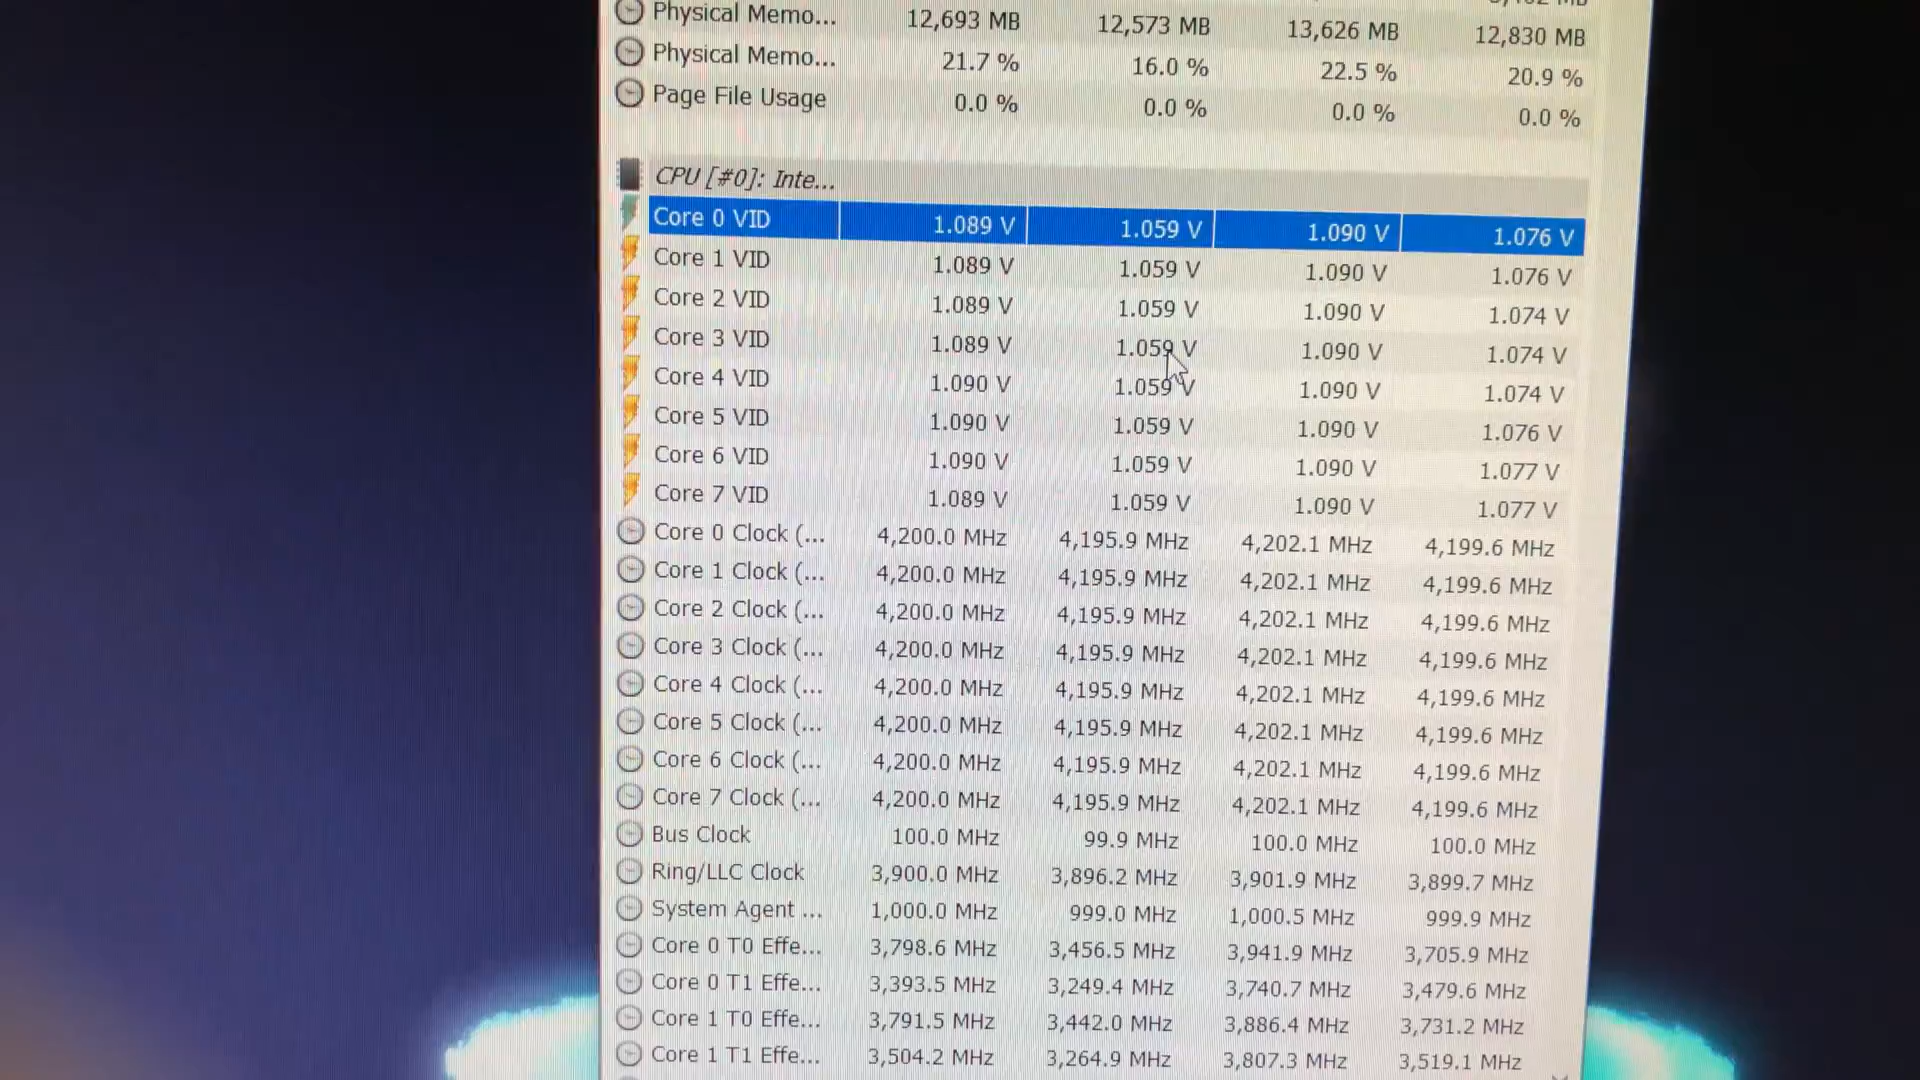 Physical Memo... 12,693 MB 12,573 MB 13,626 MB 12,830 MB
Physical Memo... 21.7 % 16.0 % 22.5 % 20.9 %
Page File Usage 0.0 % 0.0 % 0.0 % 0.0 %
CPU [#0]: Inte...
Core 0 VID 1.089 V 1.059 V 1.090 V 1.076 V
Core 1 VID 1.089 V 1.059 V 1.090 V 1.076 V
Core 2 VID 1.089 V 1.059 V 1.090 V 1.074 V
Core 3 VID 1.089 V 1.059 V 1.090 V 1.074 V
Core 4 VID 1.090 V 1.059 V 1.090 V 1.074 V
Core 5 VID 1.090 V 1.059 V 1.090 V 1.076 V
Core 6 VID 1.090 V 1.059 V 1.090 V 1.077 V
Core 7 VID 1.089 V 1.059 V 1.090 V 1.077 V
Core 0 Clock (... 4,200.0 MHz 4,195.9 MHz 4,202.1 MHz 4,199.6 MHz
Core 1 Clock (... 4,200.0 MHz 4,195.9 MHz 4,202.1 MHz 4,199.6 MHz
Core 2 Clock (... 4,200.0 MHz 4,195.9 MHz 4,202.1 MHz 4,199.6 MHz
Core 3 Clock (... 4,200.0 MHz 4,195.9 MHz 4,202.1 MHz 4,199.6 MHz
Core 4 Clock (... 4,200.0 MHz 4,195.9 MHz 4,202.1 MHz 4,199.6 MHz
Core 5 Clock (... 4,200.0 MHz 4,195.9 MHz 4,202.1 MHz 4,199.6 MHz
Core 6 Clock (... 4,200.0 MHz 4,195.9 MHz 4,202.1 MHz 4,199.6 MHz
Core 7 Clock (... 4,200.0 MHz 4,195.9 MHz 4,202.1 MHz 4,199.6 MHz
Bus Clock 100.0 MHz 99.9 MHz 100.0 MHz 100.0 MHz
Ring/LLC Clock 3,900.0 MHz 3,896.2 MHz 3,901.9 MHz 3,899.7 MHz
System Agent ... 1,000.0 MHz 999.0 MHz 1,000.5 MHz 999.9 MHz
Core 0 T0 Effe... 3,798.6 MHz 3,456.5 MHz 3,941.9 MHz 3,705.9 MHz
Core 0 T1 Effe... 3,393.5 MHz 3,249.4 MHz 3,740.7 MHz 3,479.6 MHz
Core 1 T0 Effe... 3,791.5 MHz 3,442.0 MHz 3,886.4 MHz 3,731.2 MHz
Core 1 T1 Effe... 3,504.2 MHz 3,264.9 MHz 3,807.3 MHz 3,519.1 MHz